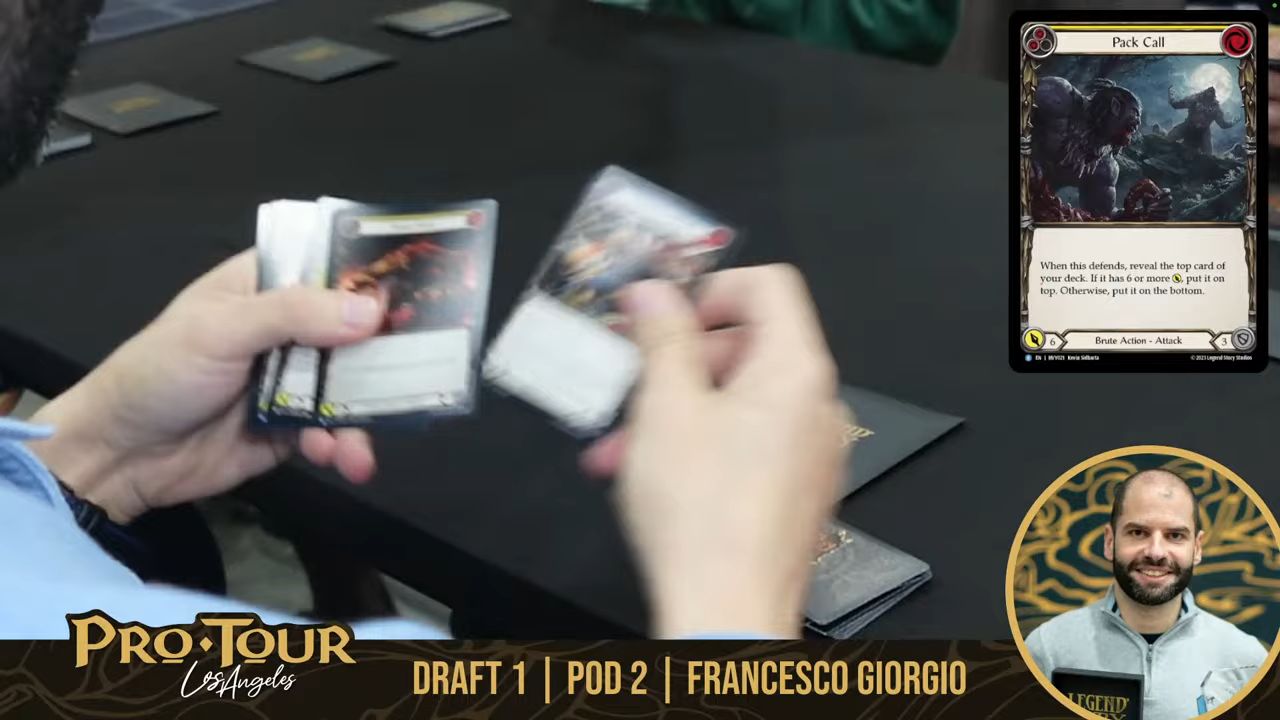 Pack Call
When this defends, reveal the top card of
your deck. If it has 6 or more , put it on
top. Otherwise, put it on the bottom.
6 Brute Action - Attack 3
PRO TOUR
Los Angeles
DRAFT 1 | POD 2 | FRANCESCO GIORGIO
LEGEND